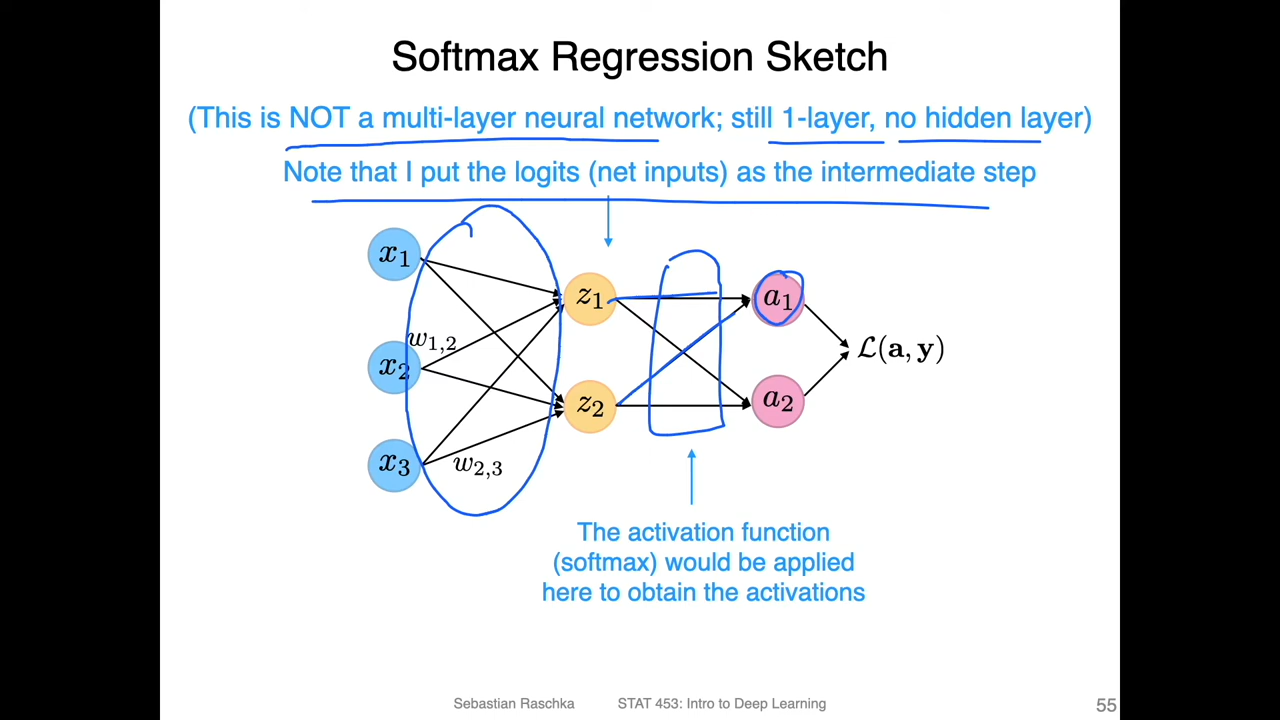 Softmax Regression Sketch
(This is NOT a multi-layer neural network; still 1-layer, no hidden layer)
Note that I put the logits (net inputs) as the intermediate step
x₁
z₁
a₁
w₁,₂
ℒ(a, y)
x₂
z₂
a₂
x₃
w₂,₃
The activation function
(softmax) would be applied
here to obtain the activations
Sebastian Raschka
STAT 453: Intro to Deep Learning
55